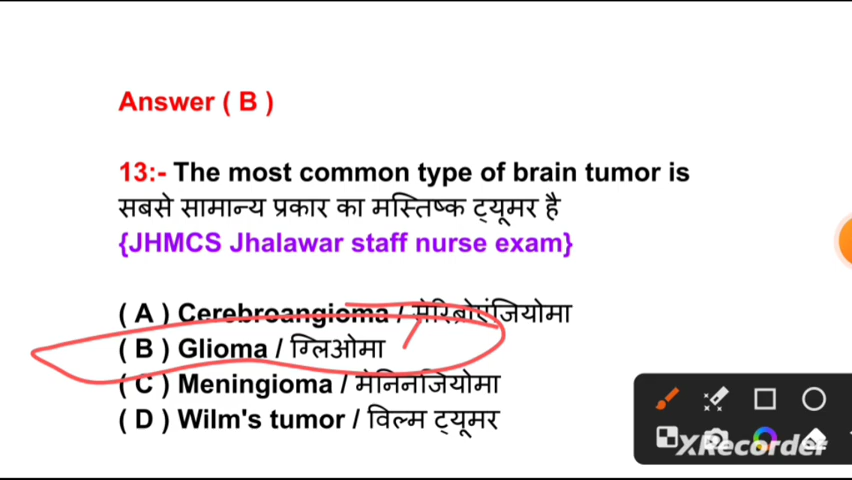 Answer ( B )
13:- The most common type of brain tumor is
सबसे सामान्य प्रकार का मस्तिष्क ट्यूमर है
{JHMCS Jhalawar staff nurse exam}
( A ) Cerebroangioma / सेरिब्रोएंजियोमा
( B ) Glioma / ग्लिओमा
( C ) Meningioma / मेनिनजियोमा
( D ) Wilm's tumor / विल्म ट्यूमर
XRecorder